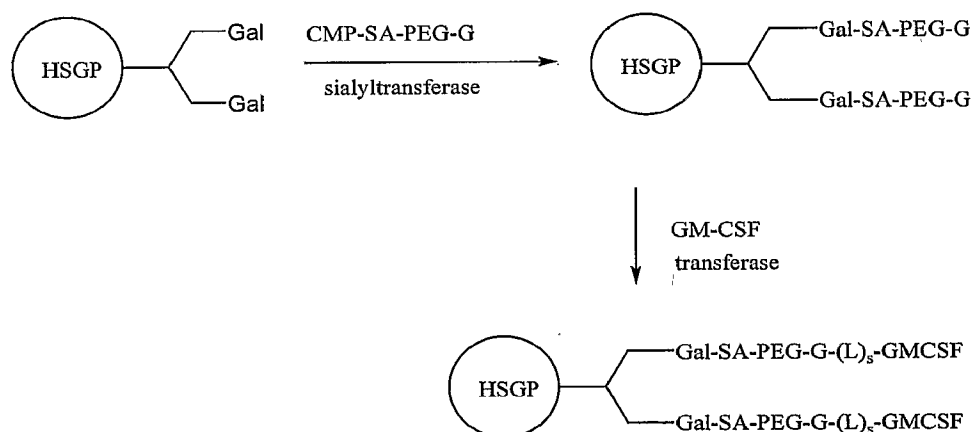 HSGP
Gal
Gal
CMP-SA-PEG-G
sialyltransferase
HSGP
Gal-SA-PEG-G
Gal-SA-PEG-G
GM-CSF
transferase
HSGP
Gal-SA-PEG-G-(L)s-GMCSF
Gal-SA-PEG-G-(L)s-GMCSF